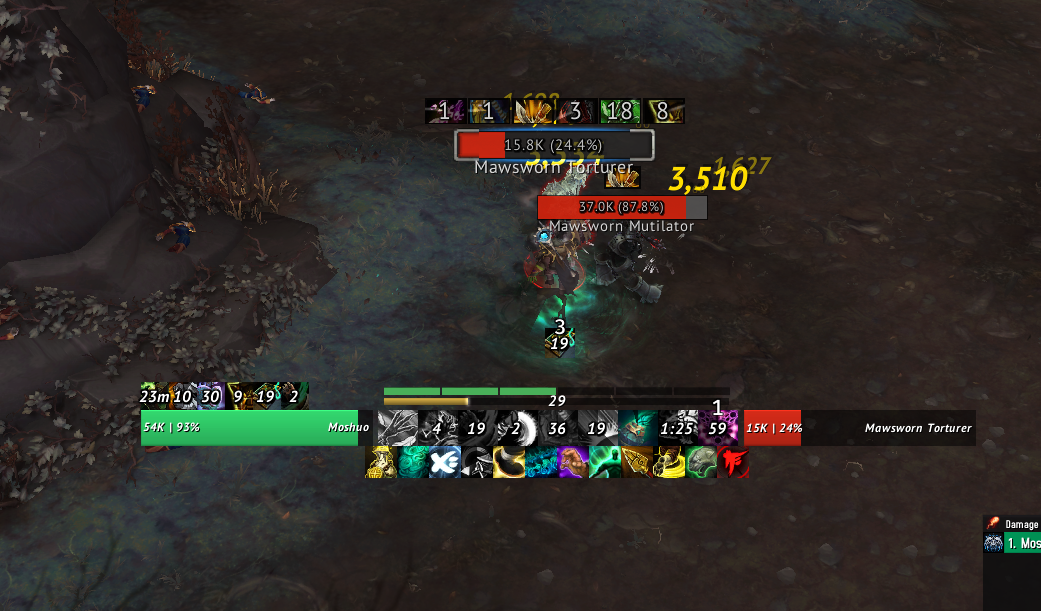 1 1 3 18 8
15.8K (24.4%)
Mawsworn Torturer
1,627
3,510
37.0K (87.8%)
Mawsworn Mutilator
3
19
23m 10 30 9 19 2
29
1
54K | 93% Moshuo
4 19 2 36 19 1:25 59
15K | 24% Mawsworn Torturer
Damage
1. Mos